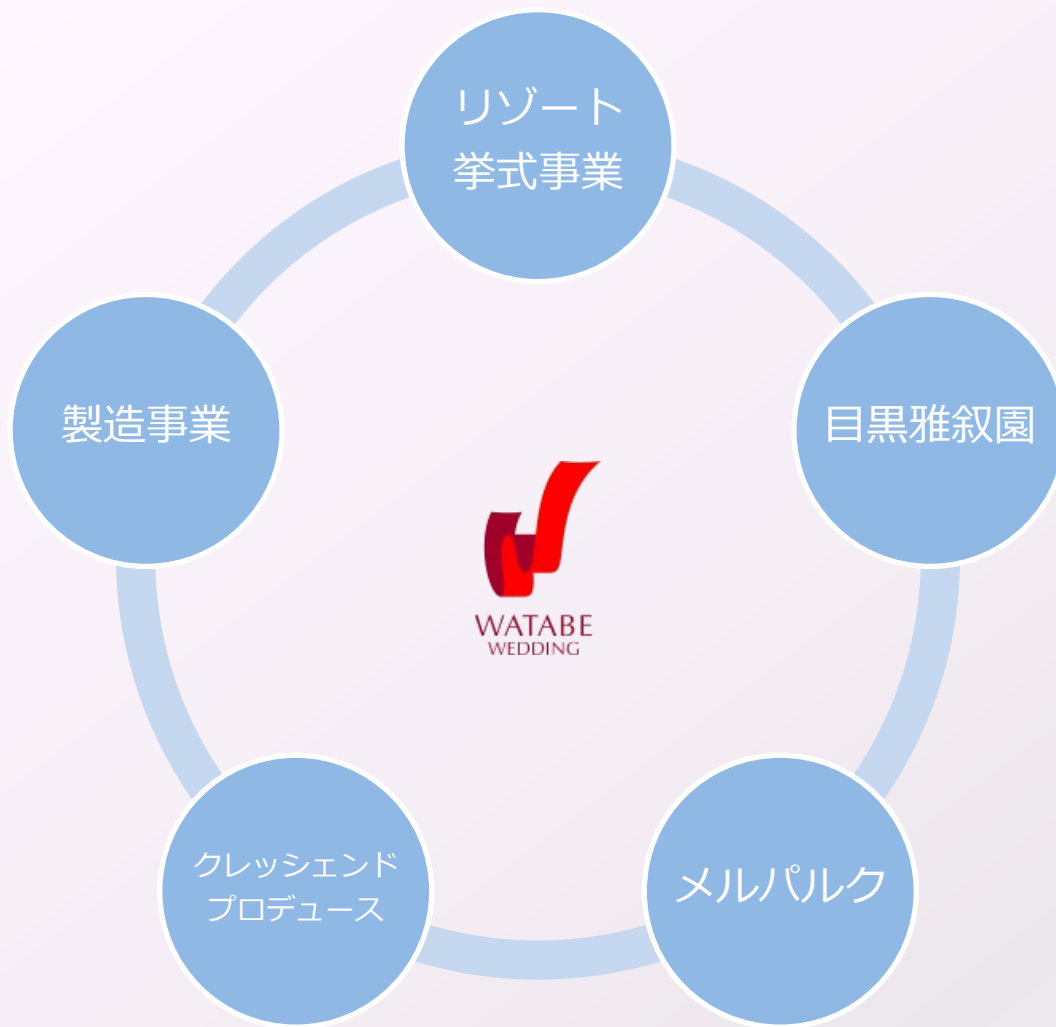 リゾート
挙式事業
製造事業
目黒雅叙園
WATABE
WEDDING
クレッシェンド
プロデュース
メルパルク